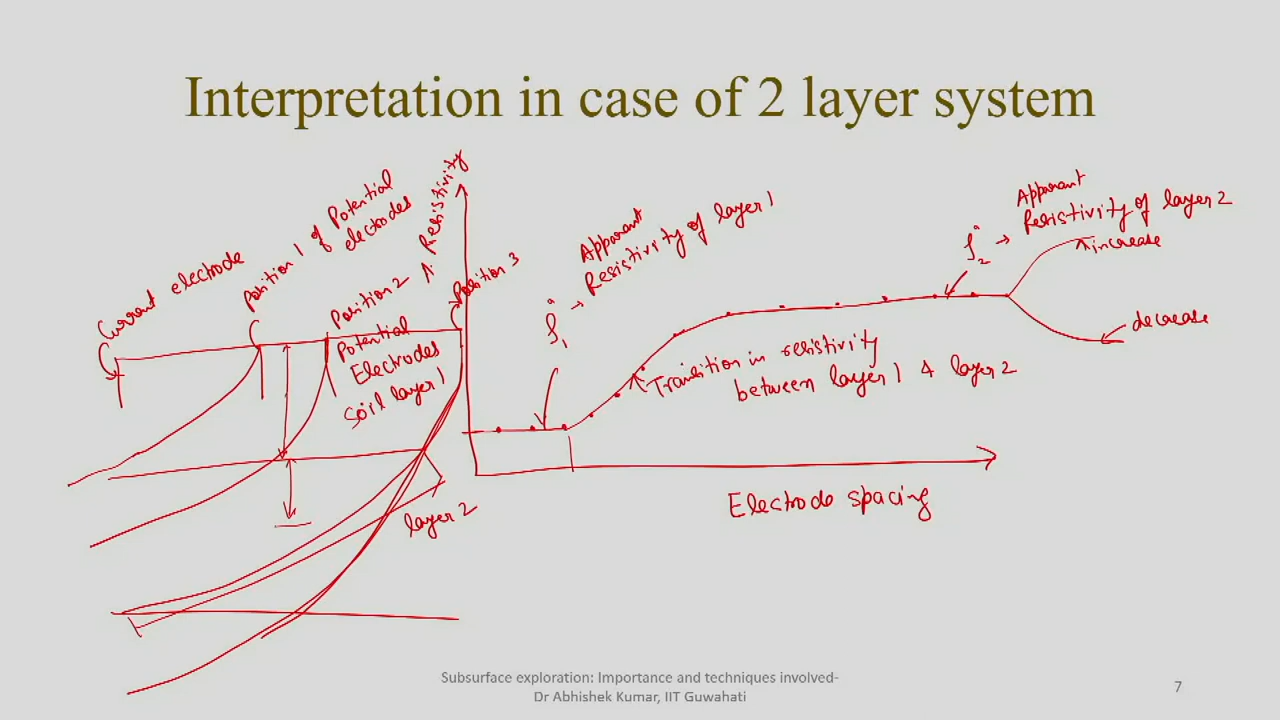 Interpretation in case of 2 layer system
Current electrode
Position 1 of Potential
electrodes
Position 2
Resistivity
Position 3
Potential
Electrodes
Soil layer 1
layer 2
ρ₁ᵃ → Apparent
Resistivity of layer 1
Transition in resistivity
between layer 1 & layer 2
ρ₂ᵃ → Apparent
Resistivity of layer 2
increase
decrease
Electrode spacing
Subsurface exploration: Importance and techniques involved-
Dr Abhishek Kumar, IIT Guwahati
7